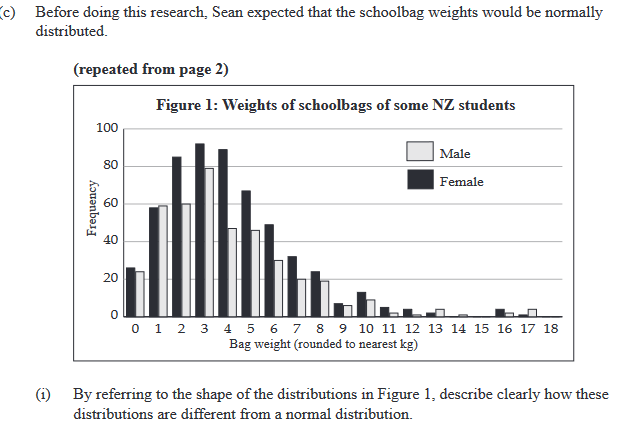 (c) Before doing this research, Sean expected that the schoolbag weights would be normally
distributed.
(repeated from page 2)
Figure 1: Weights of schoolbags of some NZ students
100
80
60
40
20
0
Frequency
Male
Female
0 1 2 3 4 5 6 7 8 9 10 11 12 13 14 15 16 17 18
Bag weight (rounded to nearest kg)
(i) By referring to the shape of the distributions in Figure 1, describe clearly how these
distributions are different from a normal distribution.